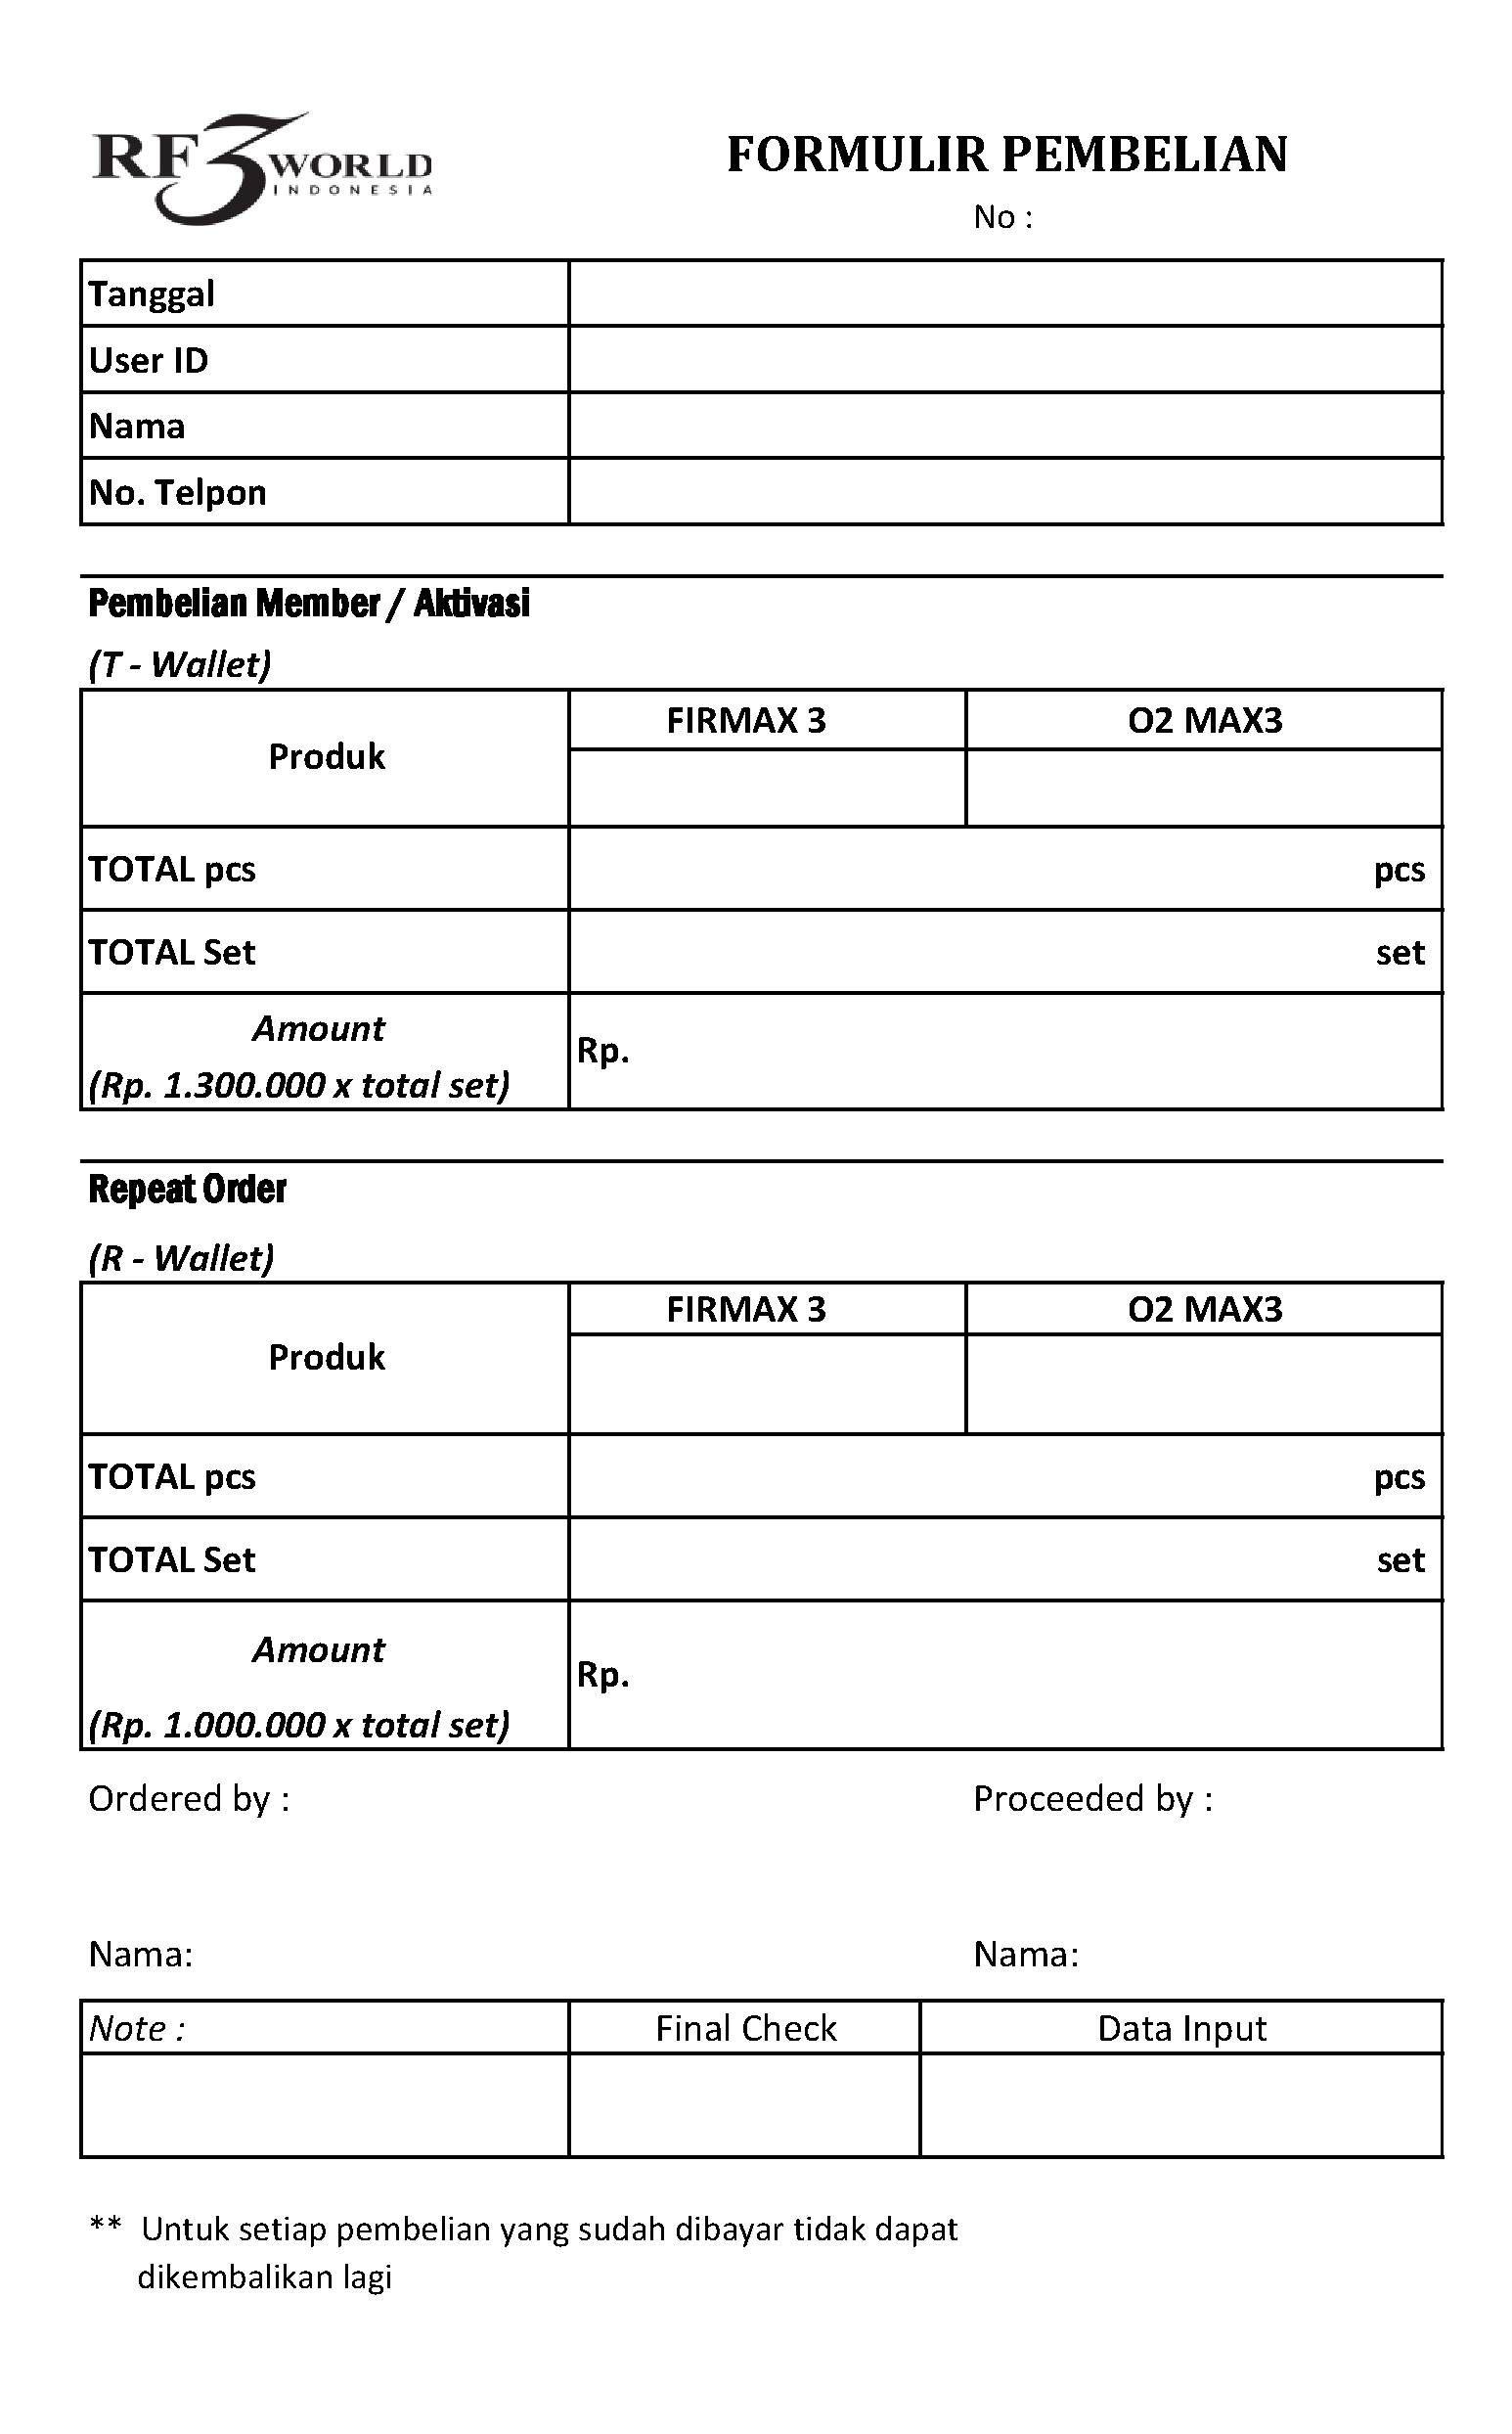 RF3WORLD
INDONESIA
FORMULIR PEMBELIAN
No :
Tanggal
User ID
Nama
No. Telpon
Pembelian Member / Aktivasi
(T - Wallet)
Produk
FIRMAX 3
O2 MAX3
TOTAL pcs
pcs
TOTAL Set
set
Amount
(Rp. 1.300.000 x total set)
Rp.
Repeat Order
(R - Wallet)
Produk
FIRMAX 3
O2 MAX3
TOTAL pcs
pcs
TOTAL Set
set
Amount
(Rp. 1.000.000 x total set)
Rp.
Ordered by :
Proceeded by :
Nama:
Nama:
Note :
Final Check
Data Input
** Untuk setiap pembelian yang sudah dibayar tidak dapat
dikembalikan lagi